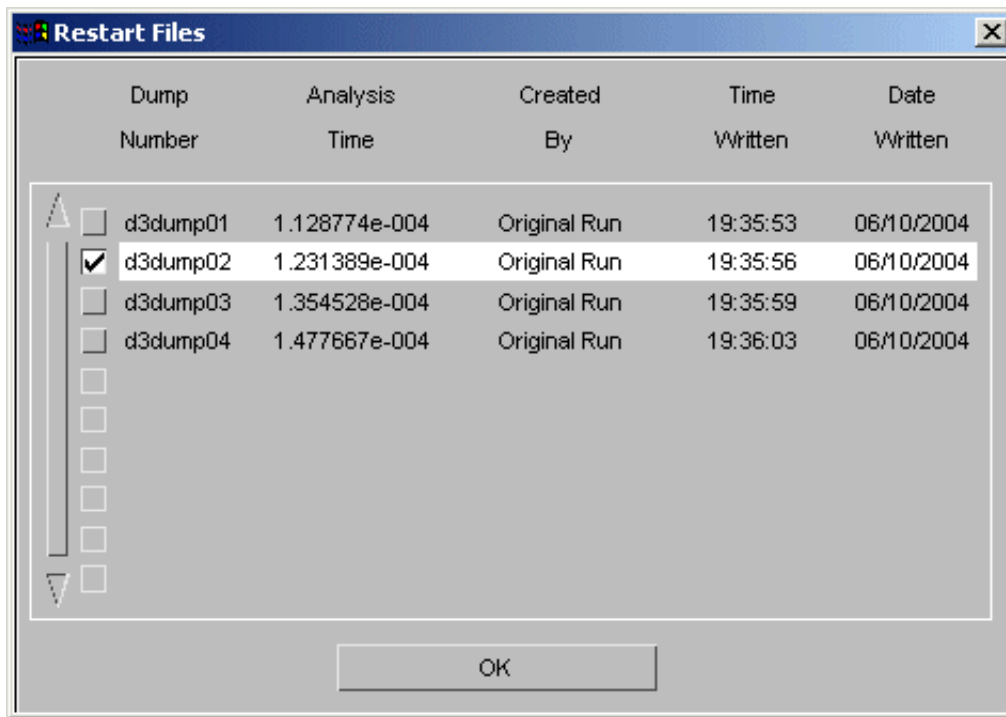 Restart Files
Dump Analysis Created Time Date
Number Time By Written Written
d3dump01 1.128774e-004 Original Run 19:35:53 06/10/2004
d3dump02 1.231389e-004 Original Run 19:35:56 06/10/2004
d3dump03 1.354528e-004 Original Run 19:35:59 06/10/2004
d3dump04 1.477667e-004 Original Run 19:36:03 06/10/2004
OK